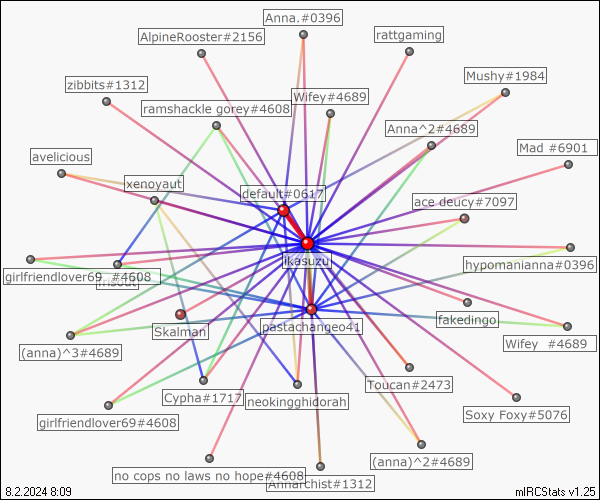 Anna.#0396
AlpineRooster#2156
rattgaming
Mushy#1984
zibbits#1312
Wifey#4689
ramshackle gorey#4608
Anna^2#4689
Mad #6901
avelicious
xenoyaut
default#0617
ace deucy#7097
likasuzu
hypomanianna#0396
girlfriendlover69_#4608
pastachangeo41
fakedingo
Skalman
Wifey #4689
(anna)^3#4689
Toucan#2473
Cypha#1717
neokingghidorah
Soxy Foxy#5076
girlfriendlover69#4608
(anna)^2#4689
no cops no laws no hope#4608
Annarchist#1312
8.2.2024 8:09
mIRCStats v1.25